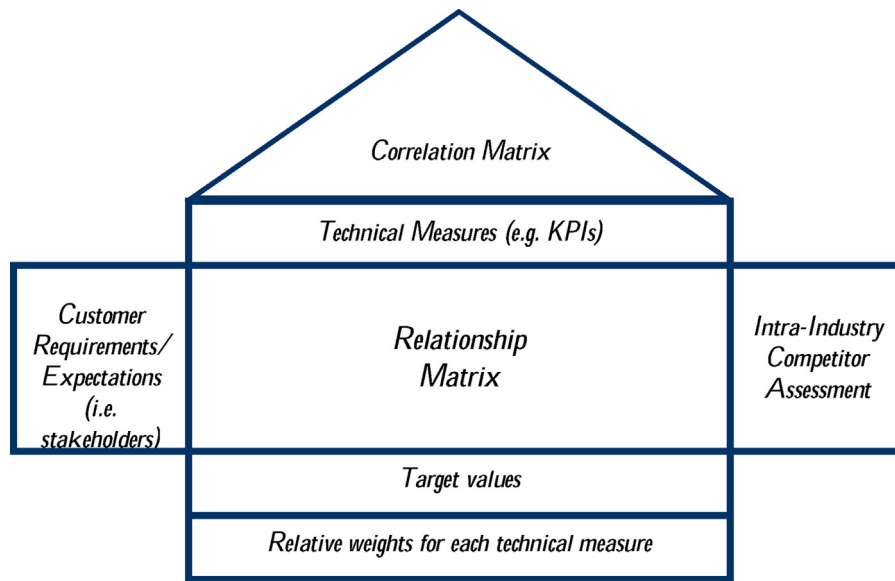 Correlation Matrix
Technical Measures (e.g. KPIs)
Customer
Requirements/
Expectations
(i.e.
stakeholders)
Relationship
Matrix
Intra-Industry
Competitor
Assessment
Target values
Relative weights for each technical measure